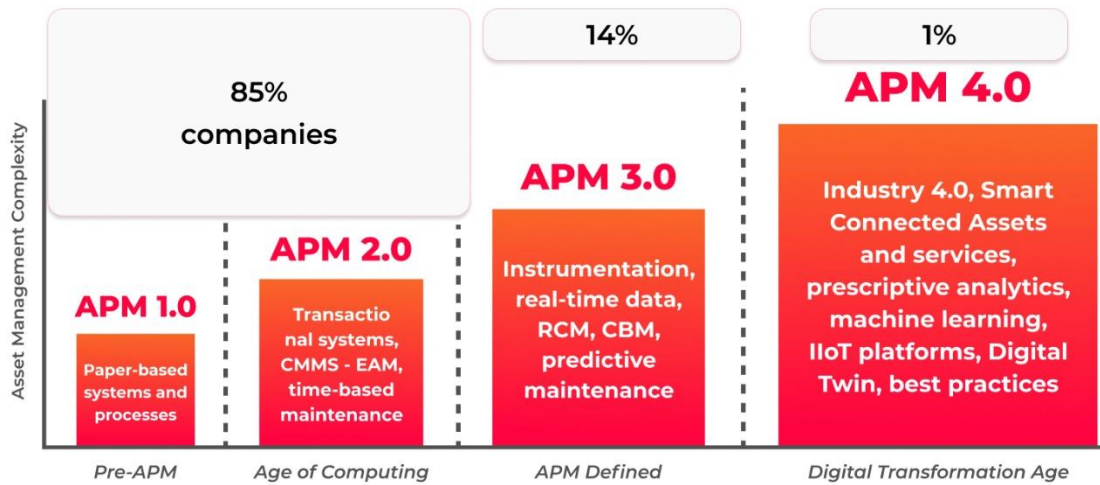 85%
companies
14%
1%
APM 1.0
APM 2.0
APM 3.0
APM 4.0
Asset Management Complexity
Paper-based
systems and
processes
Transactio
nal systems,
CMMS - EAM,
time-based
maintenance
Instrumentation,
real-time data,
RCM, CBM,
predictive
maintenance
Industry 4.0, Smart
Connected Assets
and services,
prescriptive analytics,
machine learning,
IIoT platforms, Digital
Twin, best practices
Pre-APM
Age of Computing
APM Defined
Digital Transformation Age